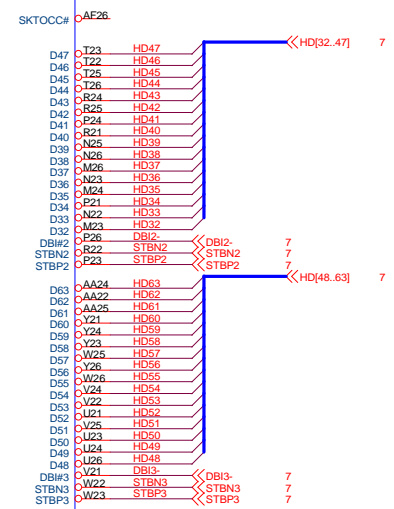 SKTOCC# AF26
HD[32..47] 7
D47 T23 HD47
D46 T22 HD46
D45 T25 HD45
D44 T26 HD44
D43 R24 HD43
D42 R25 HD42
D41 P24 HD41
D40 R21 HD40
D39 N25 HD39
D38 N26 HD38
D37 M26 HD37
D36 N23 HD36
D35 M24 HD35
D34 P21 HD34
D33 N22 HD33
D32 M23 HD32
DBI#2 P26 DBI2- DBI2- 7
STBN2 R22 STBN2 STBN2 7
STBP2 P23 STBP2 STBP2 7
HD[48..63] 7
D63 AA24 HD63
D62 AA22 HD62
D61 AA25 HD61
D60 Y21 HD60
D59 Y24 HD59
D58 Y23 HD58
D57 W25 HD57
D56 Y26 HD56
D55 W26 HD55
D54 V24 HD54
D53 V22 HD53
D52 U21 HD52
D51 V25 HD51
D50 U23 HD50
D49 U24 HD49
D48 U26 HD48
DBI#3 V21 DBI3- DBI3- 7
STBN3 W22 STBN3 STBN3 7
STBP3 W23 STBP3 STBP3 7